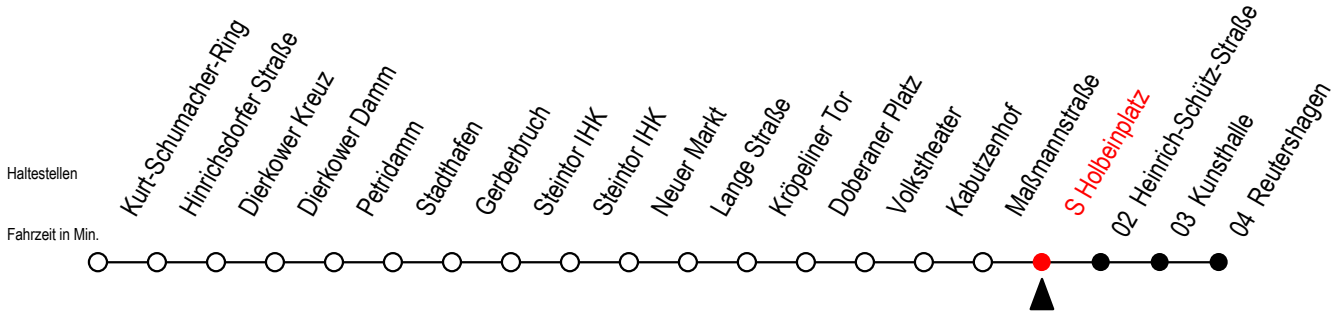 Haltestellen
Fahrzeit in Min.
Kurt-Schumacher-Ring
Hinrichsdorfer Straße
Dierkower Kreuz
Dierkower Damm
Petridamm
Stadthafen
Gerberbruch
Steintor IHK
Steintor IHK
Neuer Markt
Lange Straße
Kröpeliner Tor
Doberaner Platz
Volkstheater
Kabutzenhof
Maßmannstraße
S Holbeinplatz
02 Heinrich-Schütz-Straße
03 Kunsthalle
04 Reutershagen